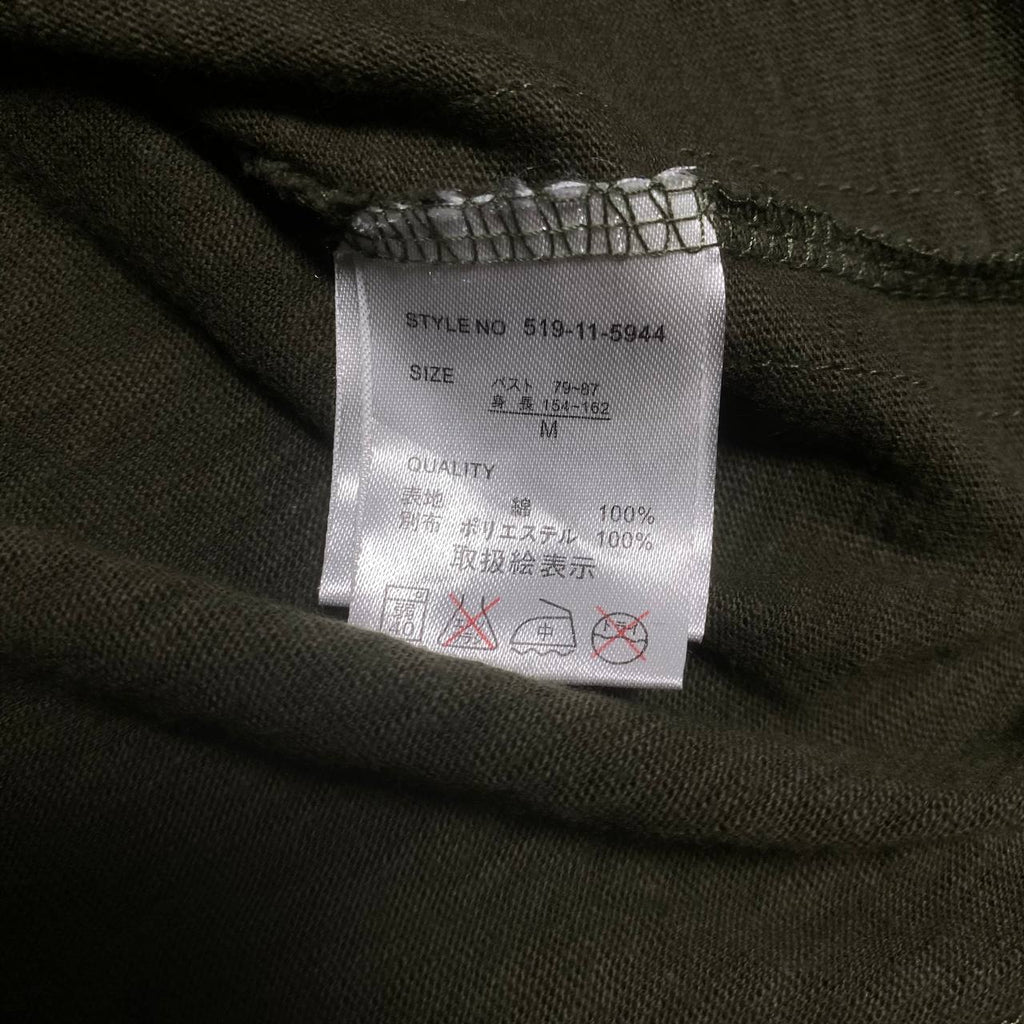 STYLE NO 519-11-5944
SIZE バスト 79~87
身長 154-162
M
QUALITY
表地 綿 100%
別布 ポリエステル 100%
取扱絵表示
中